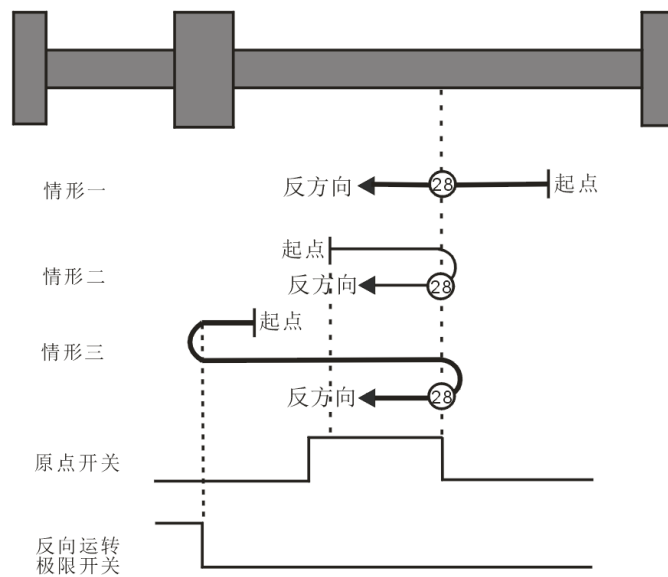 情形一
反方向
28
起点
起点
情形二
反方向
28
起点
情形三
反方向
28
原点开关
反向运转
极限开关